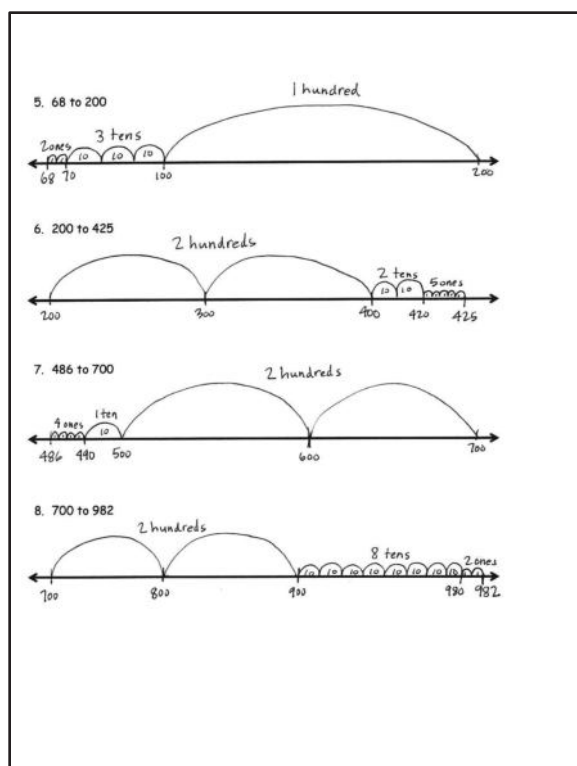 5. 68 to 200
1 hundred
2 ones 3 tens
10 10 10
68 70 100 200
6. 200 to 425
2 hundreds
2 tens 5 ones
10 10
200 300 400 420 425
7. 486 to 700
2 hundreds
4 ones 1 ten
10
486 490 500 600 700
8. 700 to 982
2 hundreds
8 tens 2 ones
10 10 10 10 10 10 10 10
700 800 900 980 982